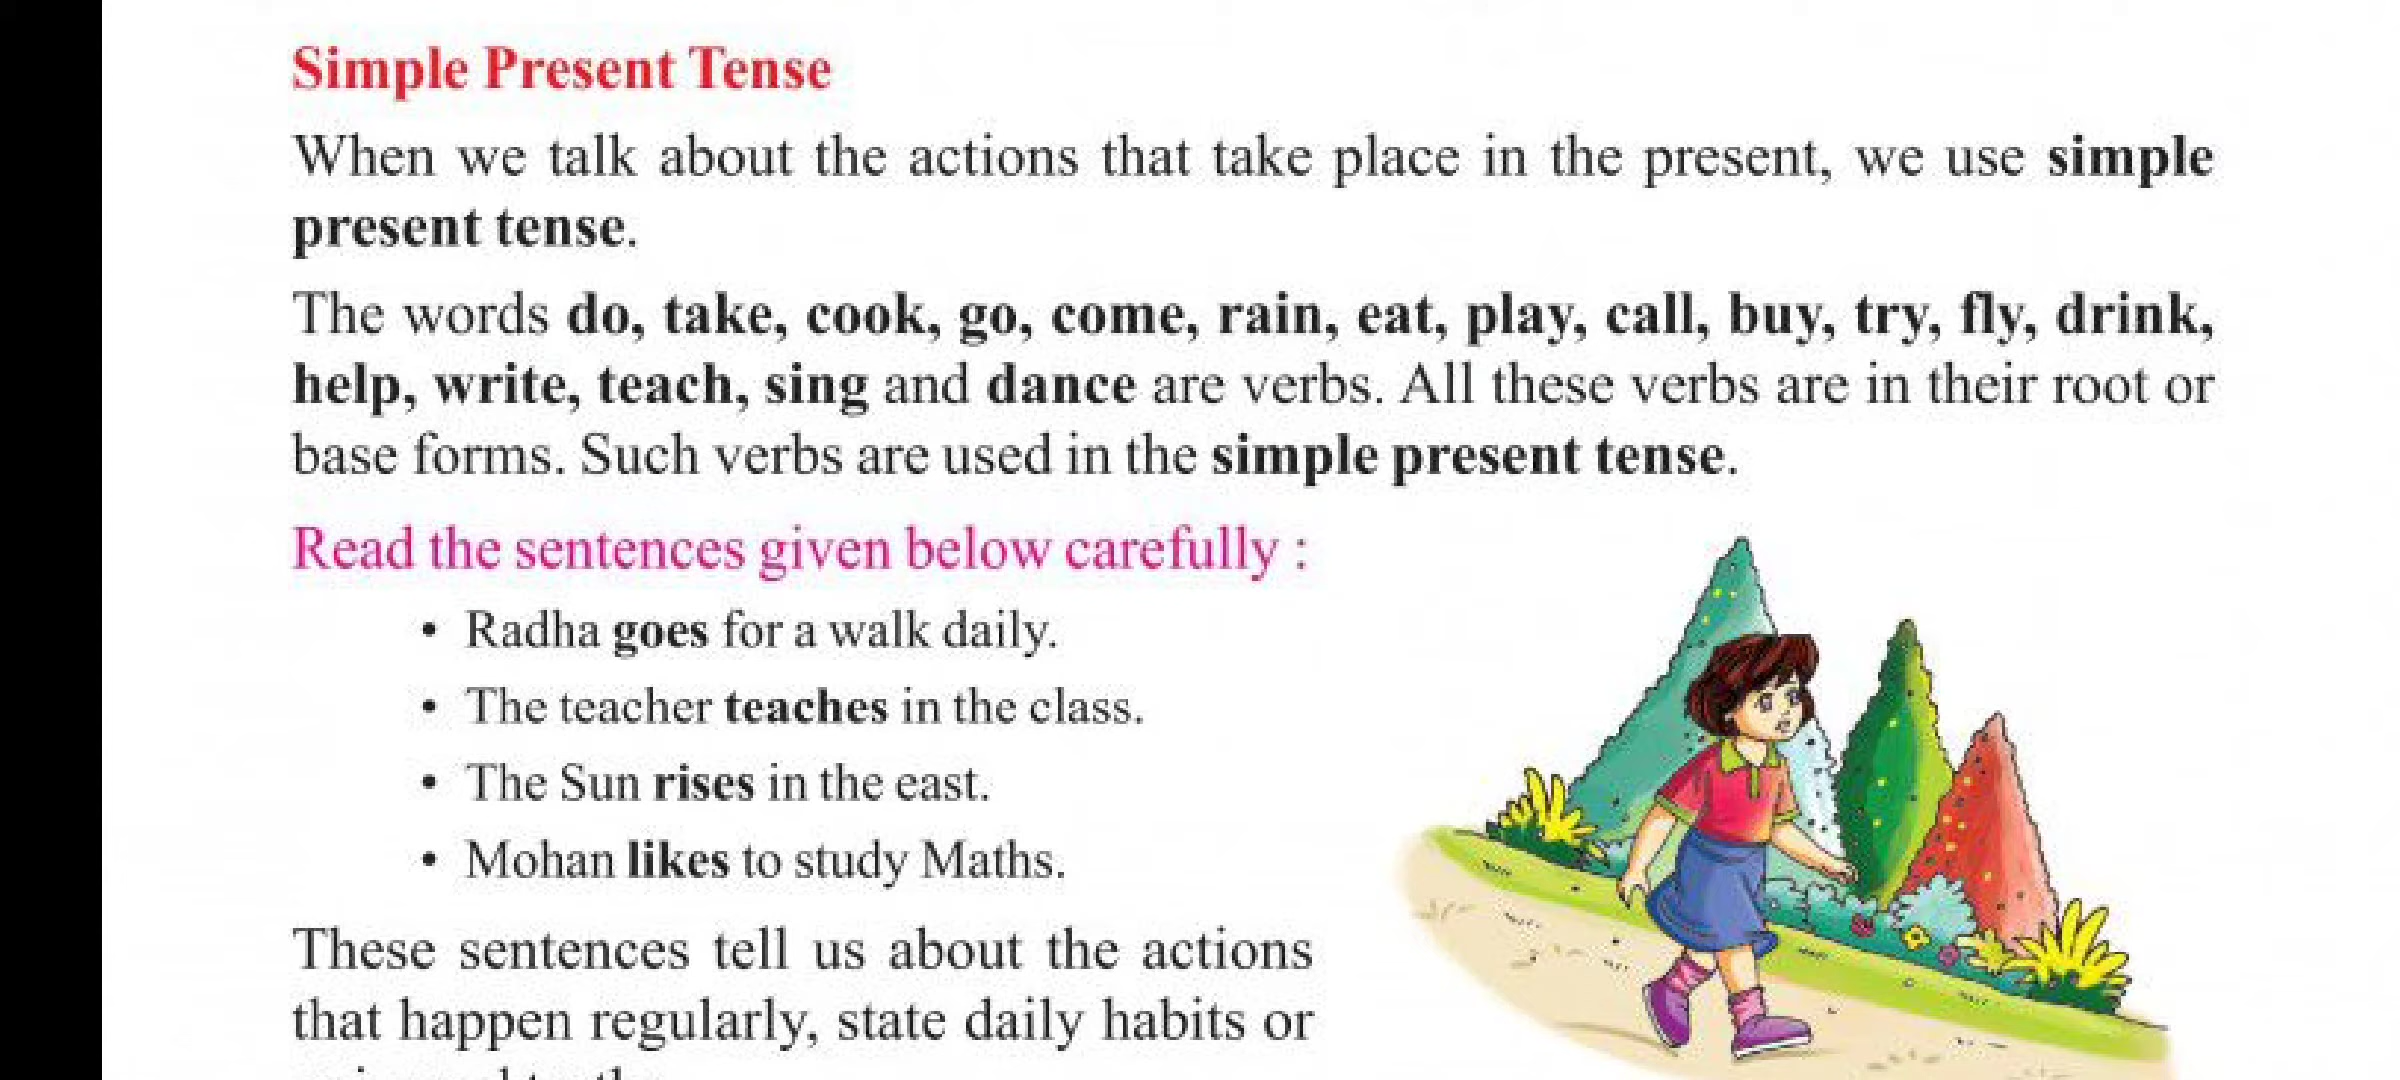 Simple Present Tense
When we talk about the actions that take place in the present, we use simple
present tense.
The words do, take, cook, go, come, rain, eat, play, call, buy, try, fly, drink,
help, write, teach, sing and dance are verbs. All these verbs are in their root or
base forms. Such verbs are used in the simple present tense.
Read the sentences given below carefully :
• Radha goes for a walk daily.
• The teacher teaches in the class.
• The Sun rises in the east.
• Mohan likes to study Maths.
These sentences tell us about the actions
that happen regularly, state daily habits or